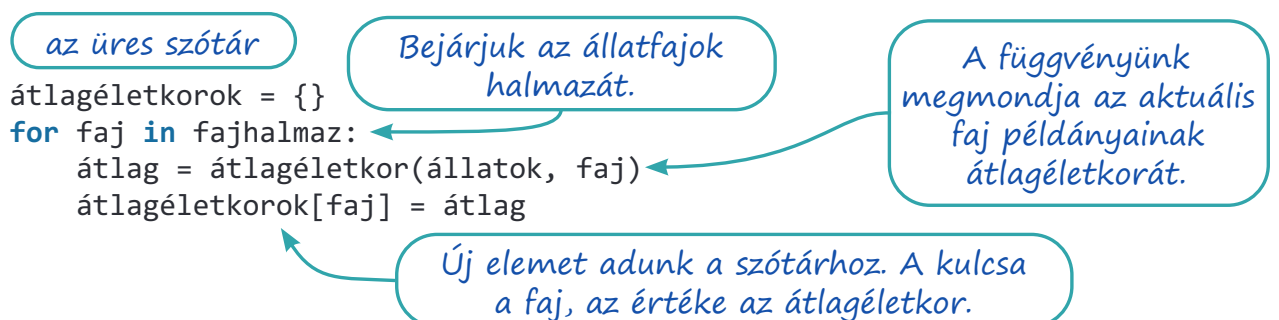 az üres szótár
Bejárjuk az állatfajok
halmazát.
A függvényünk
megmondja az aktuális
faj példányainak
átlagéletkorát.
átlagéletkorok = {}
for faj in fajhalmaz:
    átlag = átlagéletkor(állatok, faj)
    átlagéletkorok[faj] = átlag
Új elemet adunk a szótárhoz. A kulcsa
a faj, az értéke az átlagéletkor.